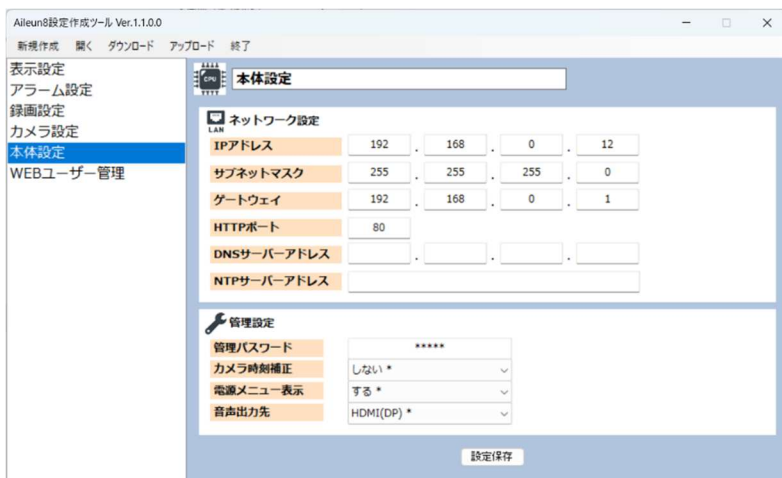 Aileun8設定作成ツール Ver.1.1.0.0
新規作成 開く ダウンロード アップロード 終了
表示設定
アラーム設定
録画設定
カメラ設定
本体設定
WEBユーザー管理
CPU 本体設定
LAN ネットワーク設定
IPアドレス 192 . 168 . 0 . 12
サブネットマスク 255 . 255 . 255 . 0
ゲートウェイ 192 . 168 . 0 . 1
HTTPポート 80
DNSサーバーアドレス . . .
NTPサーバーアドレス
管理設定
管理パスワード *****
カメラ時刻補正 しない *
電源メニュー表示 する *
音声出力先 HDMI(DP) *
設定保存